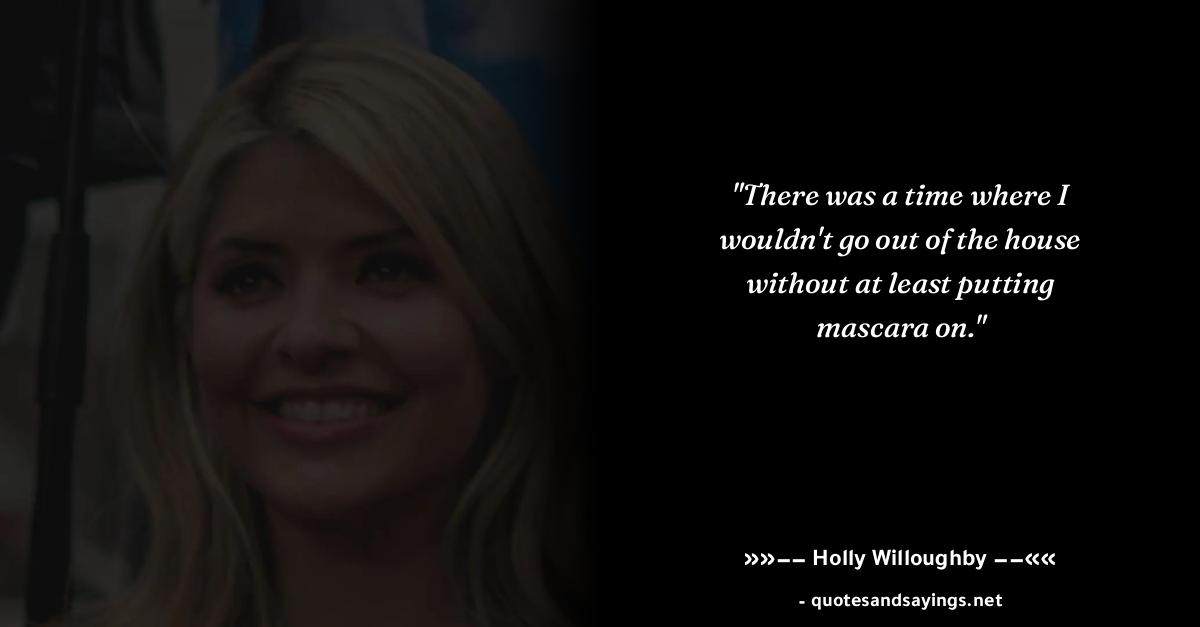 "There was a time where I
wouldn't go out of the house
without at least putting
mascara on."
»»−− Holly Willoughby −−««
- quotesandsayings.net